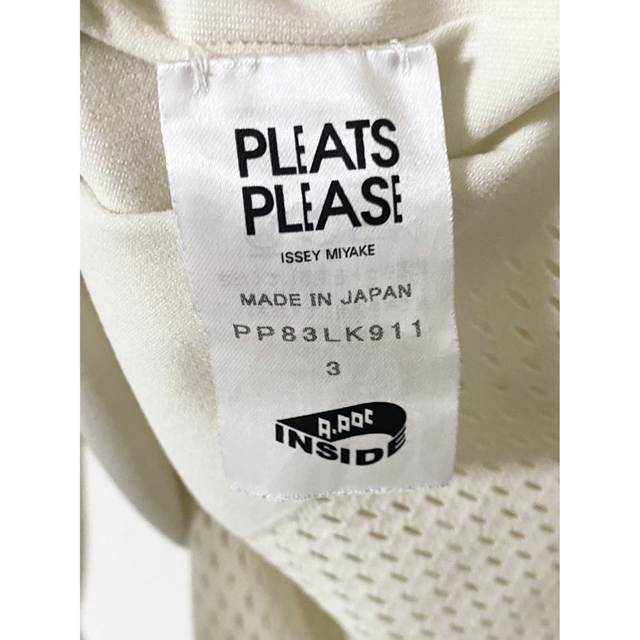 PLEATS
PLEASE
ISSEY MIYAKE
MADE IN JAPAN
PP83LK911
3
A-POC
INSIDE